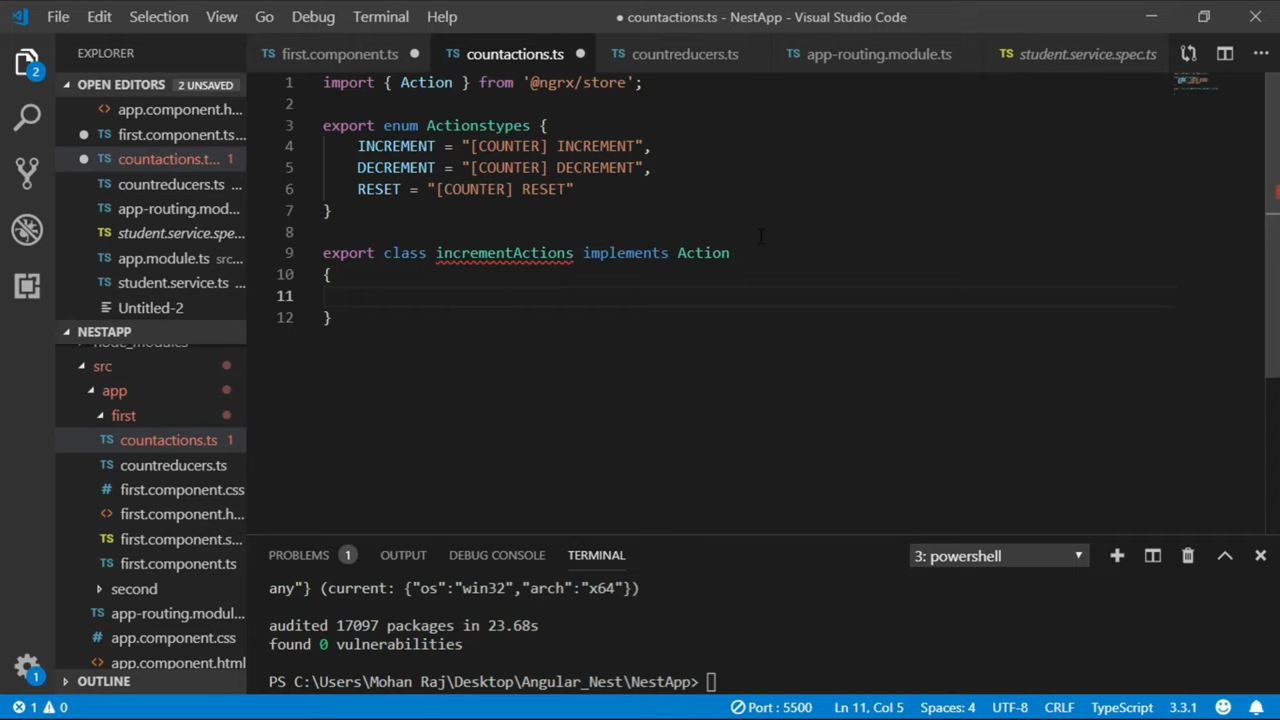 File Edit Selection View Go Debug Terminal Help ● countactions.ts - NestApp - Visual Studio Code
EXPLORER
TS first.component.ts TS countactions.ts TS countreducers.ts TS app-routing.module.ts TS student.service.spec.ts
OPEN EDITORS 2 UNSAVED
<> app.component.h...
TS first.component.ts...
TS countactions.t... 1
TS countreducers.ts ...
TS app-routing.mod...
TS student.service.spe...
TS app.module.ts src...
TS student.service.ts ...
Untitled-2
NESTAPP
node_modules
src
app
first
TS countactions.ts 1
TS countreducers.ts
# first.component.css
<> first.component.h...
TS first.component.s...
TS first.component.ts
second
TS app-routing.modul...
# app.component.css
<> app.component.html
OUTLINE
2
1
1 import { Action } from '@ngrx/store';
2
3 export enum Actionstypes {
4 INCREMENT = "[COUNTER] INCREMENT",
5 DECREMENT = "[COUNTER] DECREMENT",
6 RESET = "[COUNTER] RESET"
7 }
8
9 export class incrementActions implements Action
10 {
11
12 }
PROBLEMS 1 OUTPUT DEBUG CONSOLE TERMINAL 3: powershell
any"} (current: {"os":"win32","arch":"x64"})
audited 17097 packages in 23.68s
found 0 vulnerabilities
PS C:\Users\Mohan Raj\Desktop\Angular_Nest\NestApp>
1 0 Port : 5500 Ln 11, Col 5 Spaces: 4 UTF-8 CRLF TypeScript 3.3.1